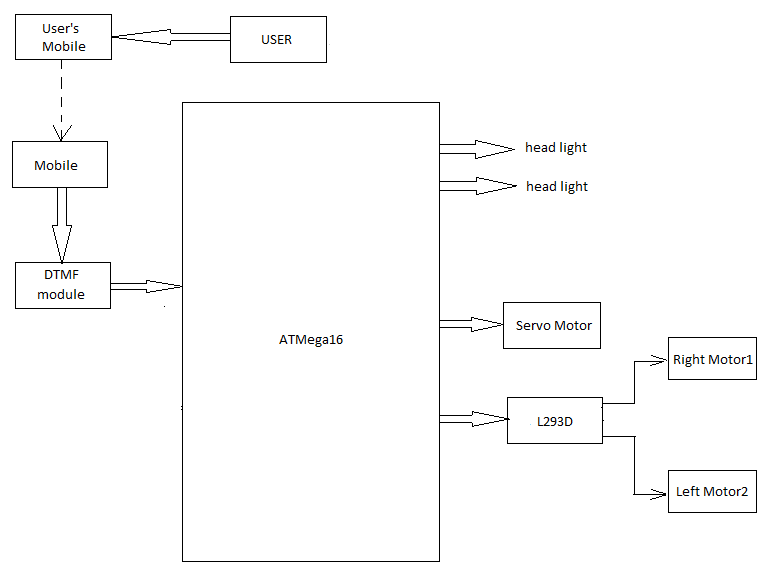 User's
Mobile
USER
head light
Mobile
head light
DTMF
module
Servo Motor
ATMega16
Right Motor1
L293D
Left Motor2